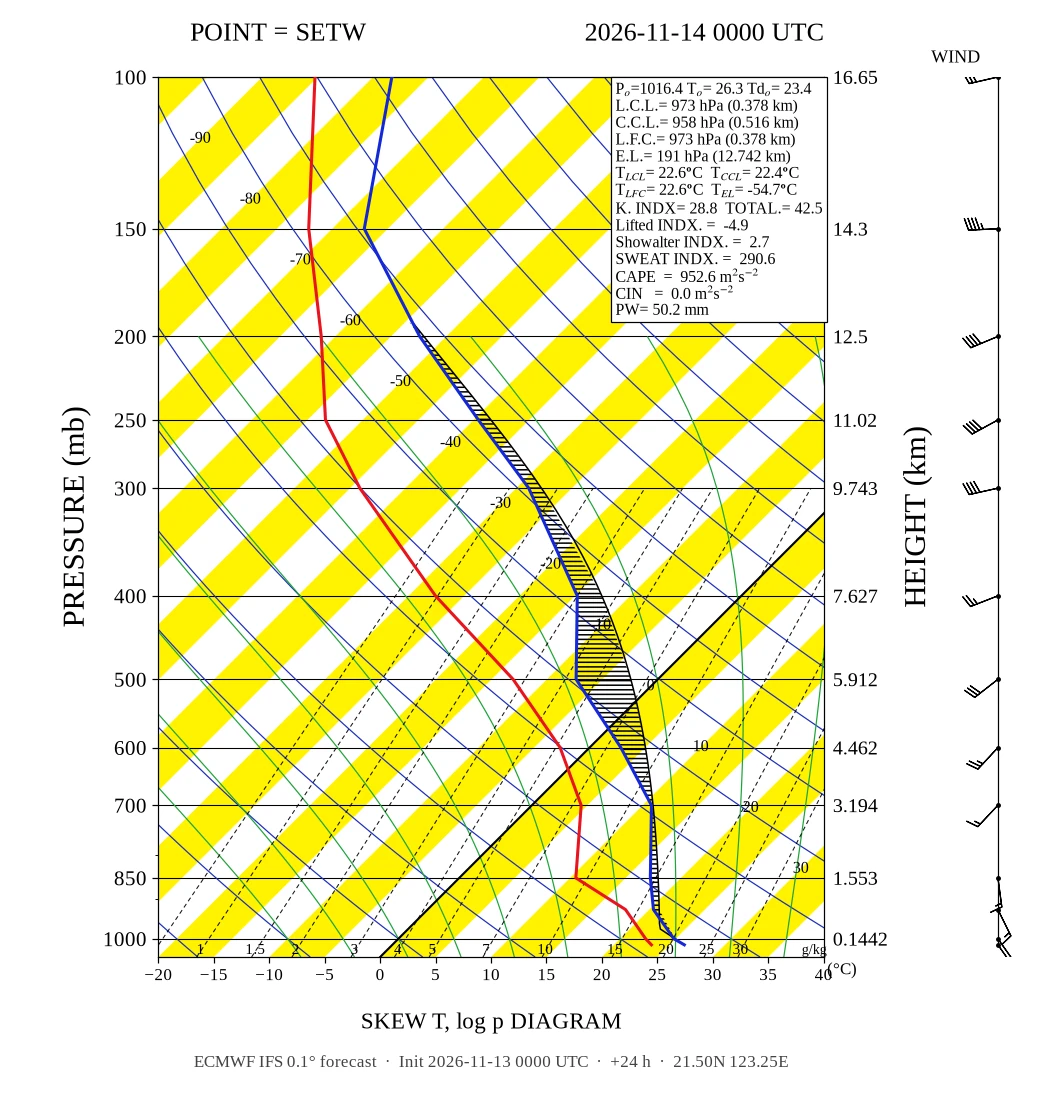 POINT = SETW
2026-11-14 0000 UTC
WIND
100
150
200
250
300
400
500
600
700
850
1000
PRESSURE (mb)
-90
-80
-70
-60
-50
-40
-30
-20
-10
0
10
20
30
Pₒ=1016.4 Tₒ= 26.3 Tdₒ= 23.4
L.C.L.= 973 hPa (0.378 km)
C.C.L.= 958 hPa (0.516 km)
L.F.C.= 973 hPa (0.378 km)
E.L.= 191 hPa (12.742 km)
T_LCL= 22.6°C T_CCL= 22.4°C
T_LFC= 22.6°C T_EL= -54.7°C
K. INDX= 28.8 TOTAL.= 42.5
Lifted INDX. = -4.9
Showalter INDX. = 2.7
SWEAT INDX. = 290.6
CAPE = 952.6 m²s⁻²
CIN = 0.0 m²s⁻²
PW= 50.2 mm
16.65
14.3
12.5
11.02
9.743
7.627
5.912
4.462
3.194
1.553
0.1442
HEIGHT (km)
1 1.5 2 3 4 5 7 10 15 20 25 30 g/kg
−20 −15 −10 −5 0 5 10 15 20 25 30 35 40 (°C)
SKEW T, log p DIAGRAM
ECMWF IFS 0.1° forecast · Init 2026-11-13 0000 UTC · +24 h · 21.50N 123.25E